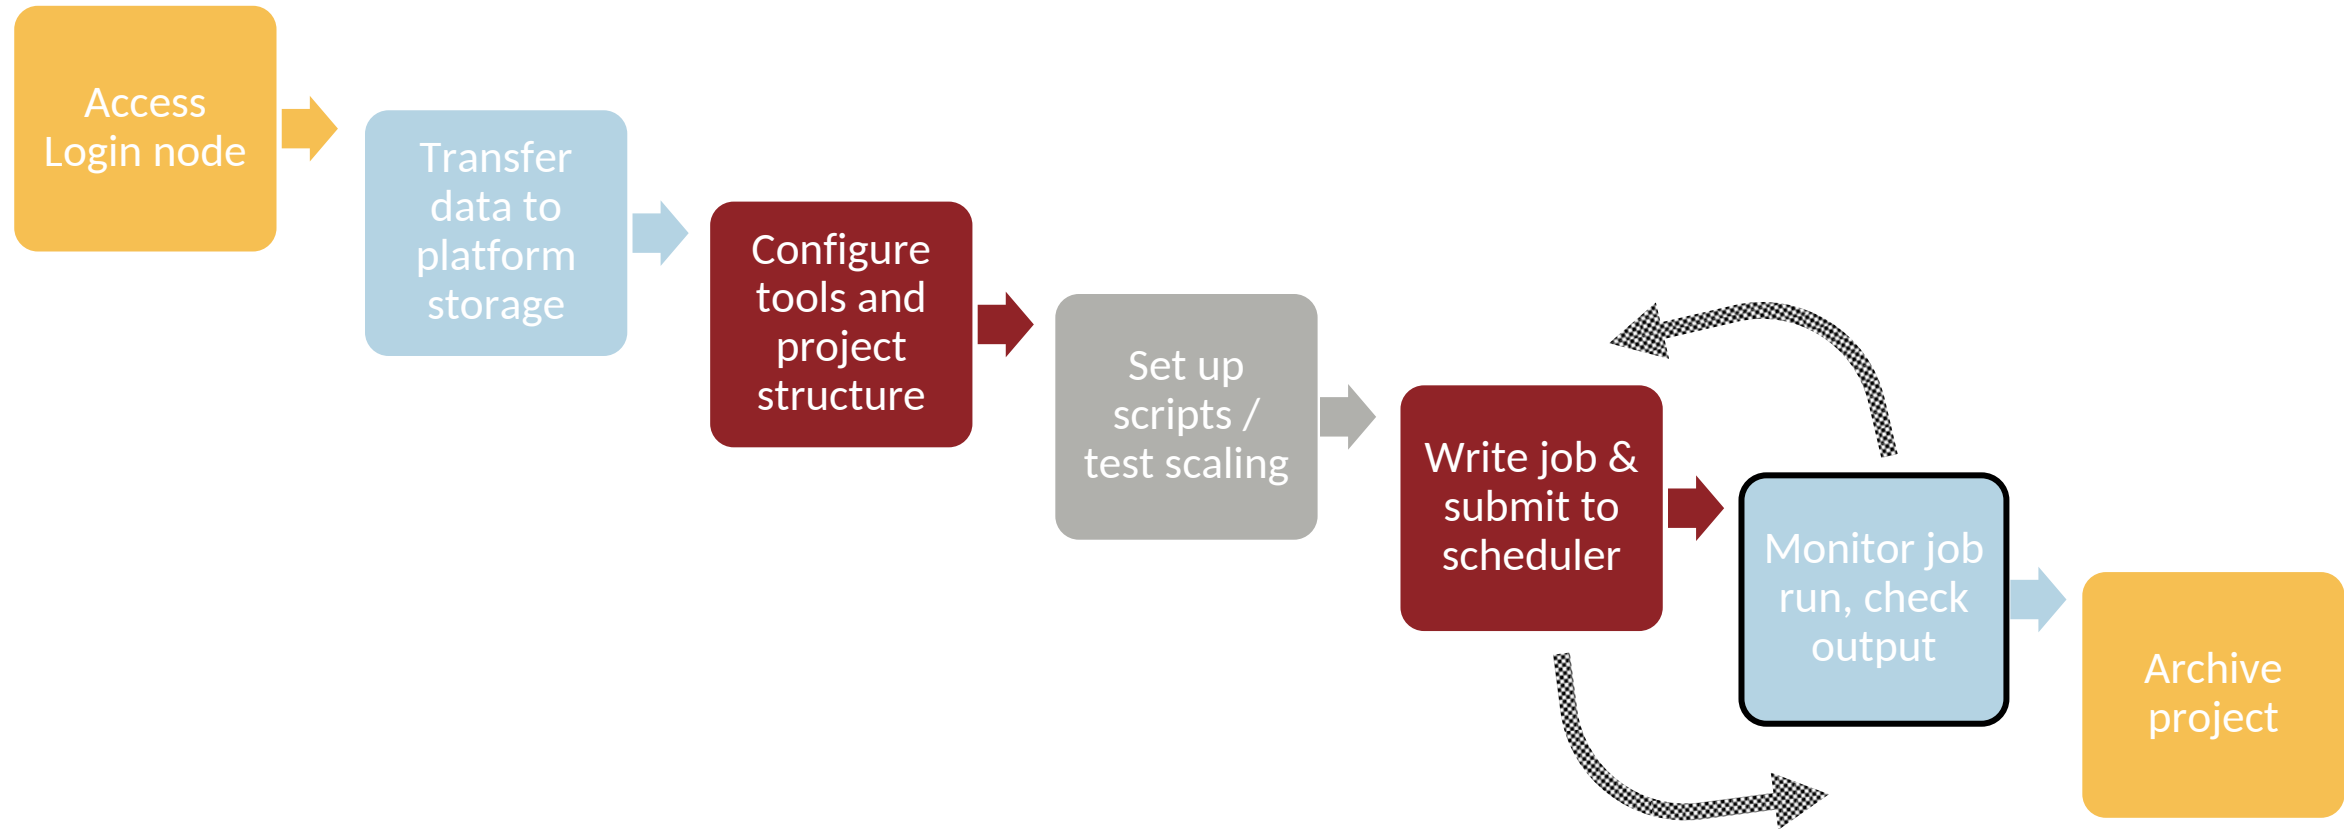 Access
Login node
Transfer
data to
platform
storage
Configure
tools and
project
structure
Set up
scripts /
test scaling
Write job &
submit to
scheduler
Monitor job
run, check
output
Archive
project